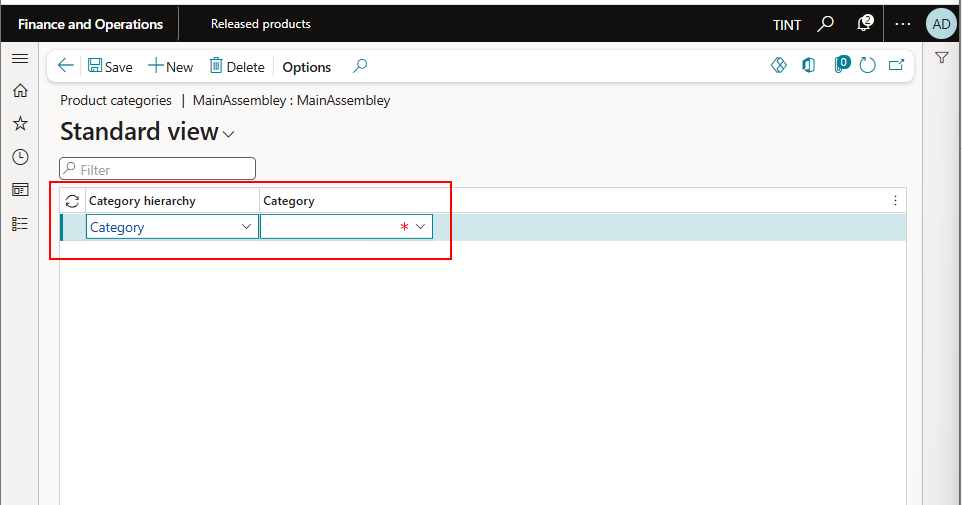 Finance and Operations
Released products
TINT
2
AD
Save
New
Delete
Options
0
Product categories | MainAssembley : MainAssembley
Standard view
Filter
Category hierarchy
Category
Category
*